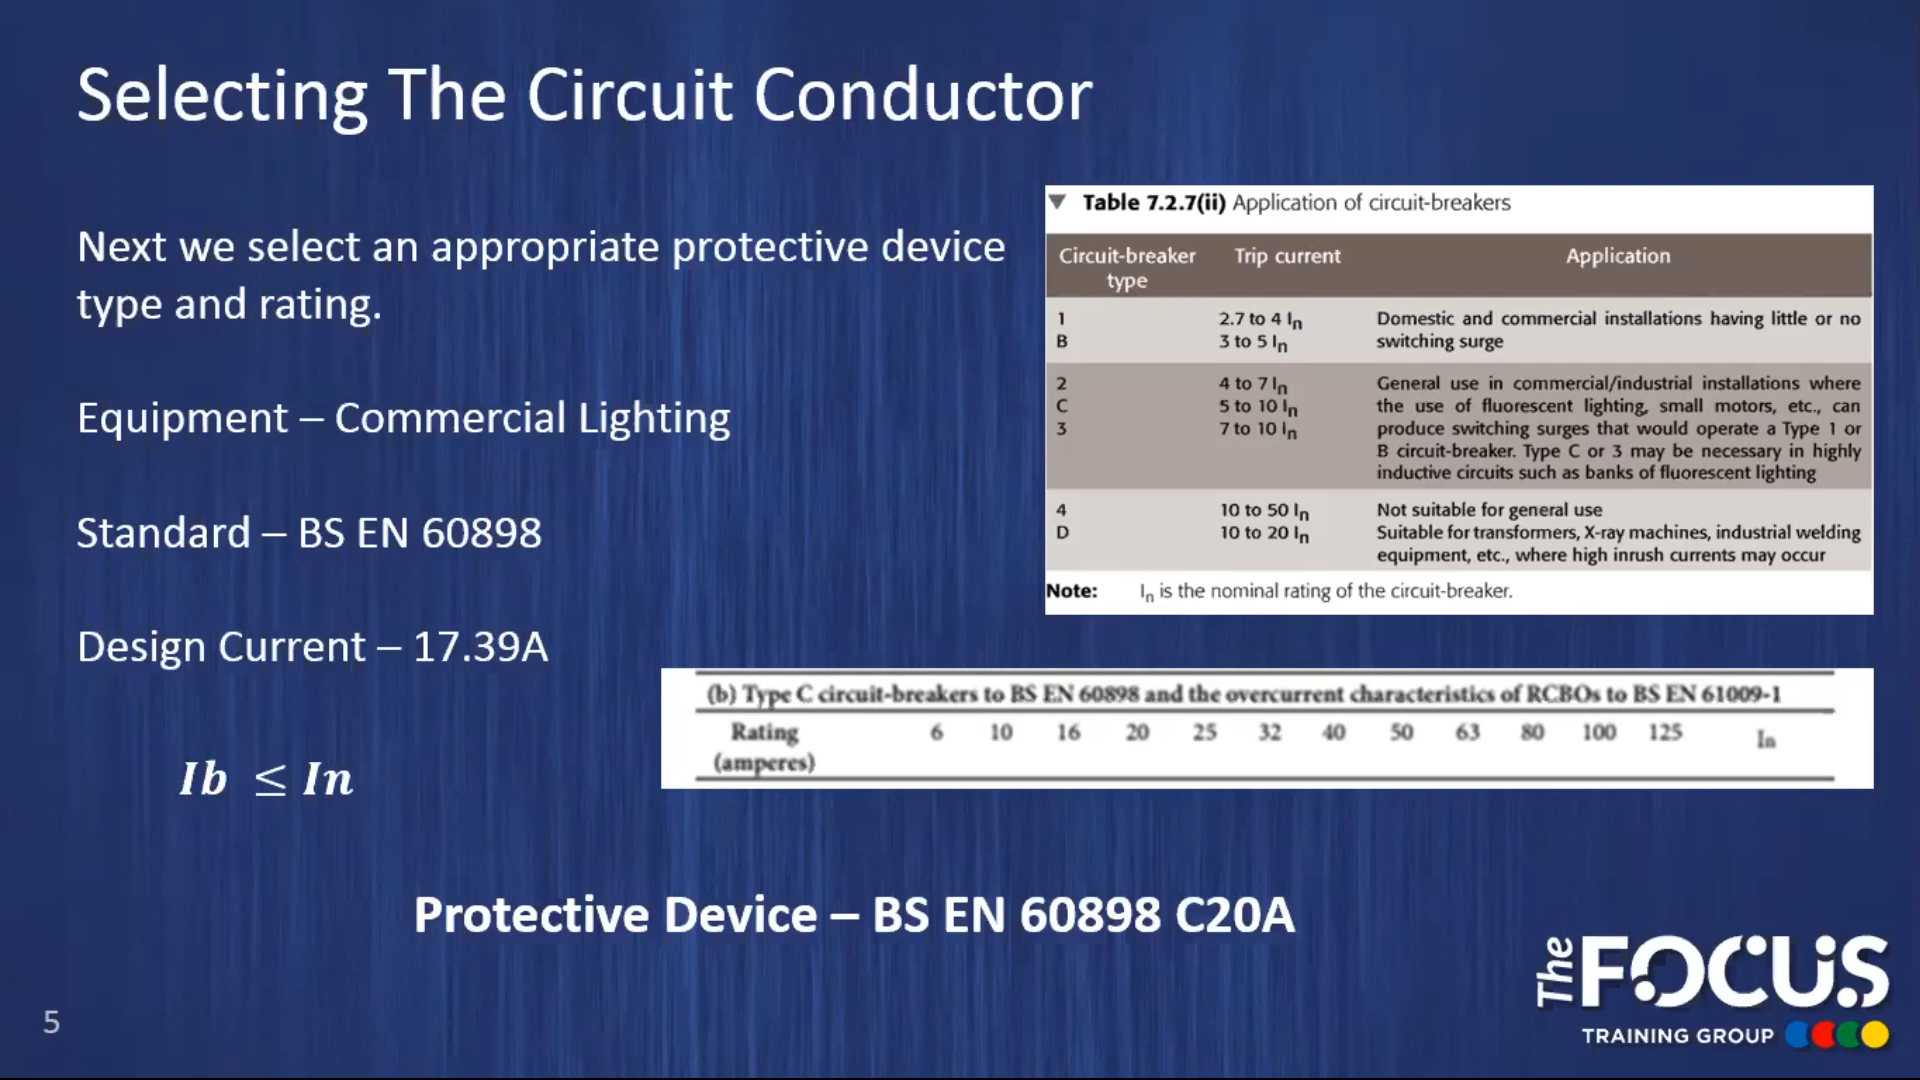 Selecting The Circuit Conductor
Next we select an appropriate protective device
type and rating.
Equipment – Commercial Lighting
Standard – BS EN 60898
Design Current – 17.39A
Ib ≤ In
▼ Table 7.2.7(ii) Application of circuit-breakers
Circuit-breaker type Trip current Application
1 2.7 to 4 In Domestic and commercial installations having little or no
B 3 to 5 In switching surge
2 4 to 7 In General use in commercial/industrial installations where
C 5 to 10 In the use of fluorescent lighting, small motors, etc., can
3 7 to 10 In produce switching surges that would operate a Type 1 or
B circuit-breaker. Type C or 3 may be necessary in highly
inductive circuits such as banks of fluorescent lighting
4 10 to 50 In Not suitable for general use
D 10 to 20 In Suitable for transformers, X-ray machines, industrial welding
equipment, etc., where high inrush currents may occur
Note: In is the nominal rating of the circuit-breaker.
(b) Type C circuit-breakers to BS EN 60898 and the overcurrent characteristics of RCBOs to BS EN 61009-1
Rating 6 10 16 20 25 32 40 50 63 80 100 125 In
(amperes)
Protective Device – BS EN 60898 C20A
The FOCUS
TRAINING GROUP
5